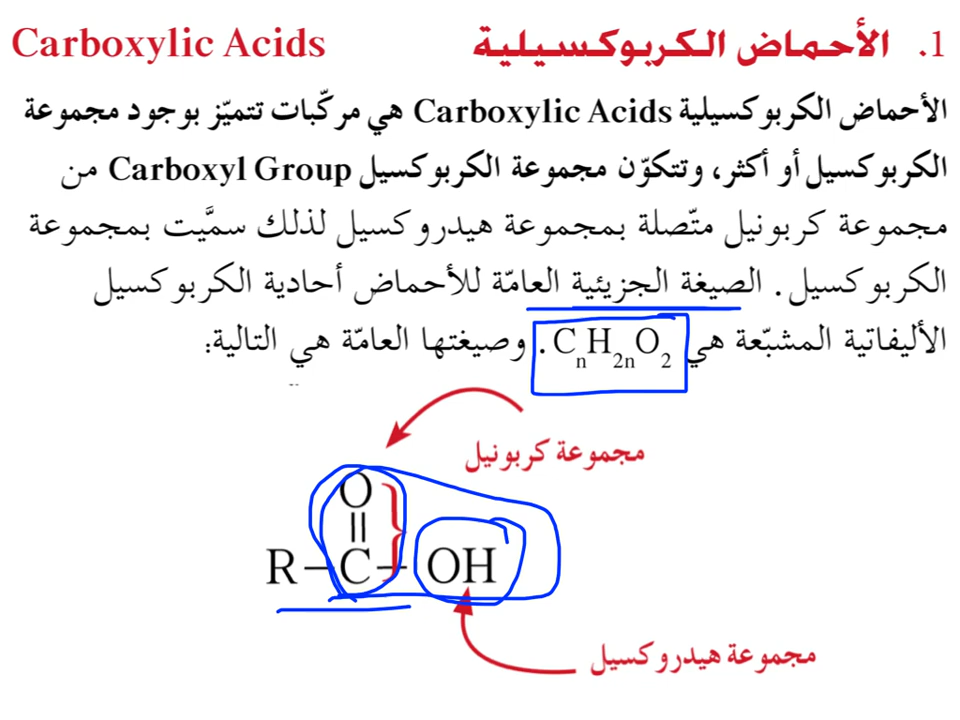 1. الأحماض الكربوكسيلية Carboxylic Acids
الأحماض الكربوكسيلية Carboxylic Acids هي مركّبات تتميّز بوجود مجموعة
الكربوكسيل أو أكثر، وتتكوّن مجموعة الكربوكسيل Carboxyl Group من
مجموعة كربونيل متّصلة بمجموعة هيدروكسيل لذلك سميَّت بمجموعة
الكربوكسيل. الصيغة الجزيئية العامّة للأحماض أحادية الكربوكسيل
الأليفاتية المشبّعة هي CₙH₂ₙO₂. وصيغتها العامّة هي التالية:
مجموعة كربونيل
O
R – C – OH
مجموعة هيدروكسيل